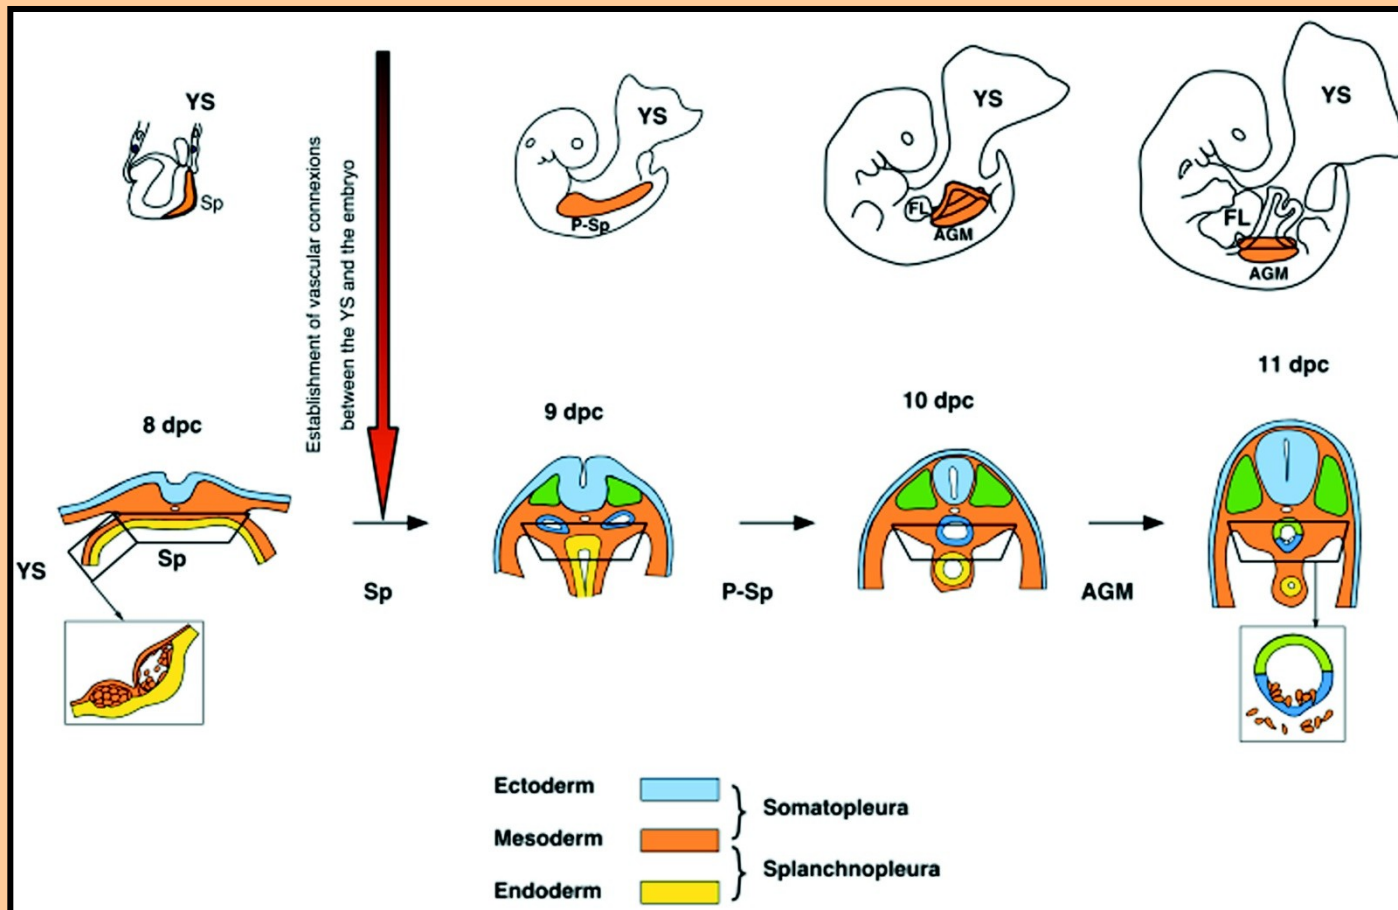 YS
Sp
Establishment of vascular connexions
between the YS and the embryo
YS
P-Sp
YS
FL
AGM
YS
FL
AGM
8 dpc
9 dpc
10 dpc
11 dpc
YS
Sp
Sp
P-Sp
AGM
Ectoderm
Mesoderm
Endoderm
Somatopleura
Splanchnopleura